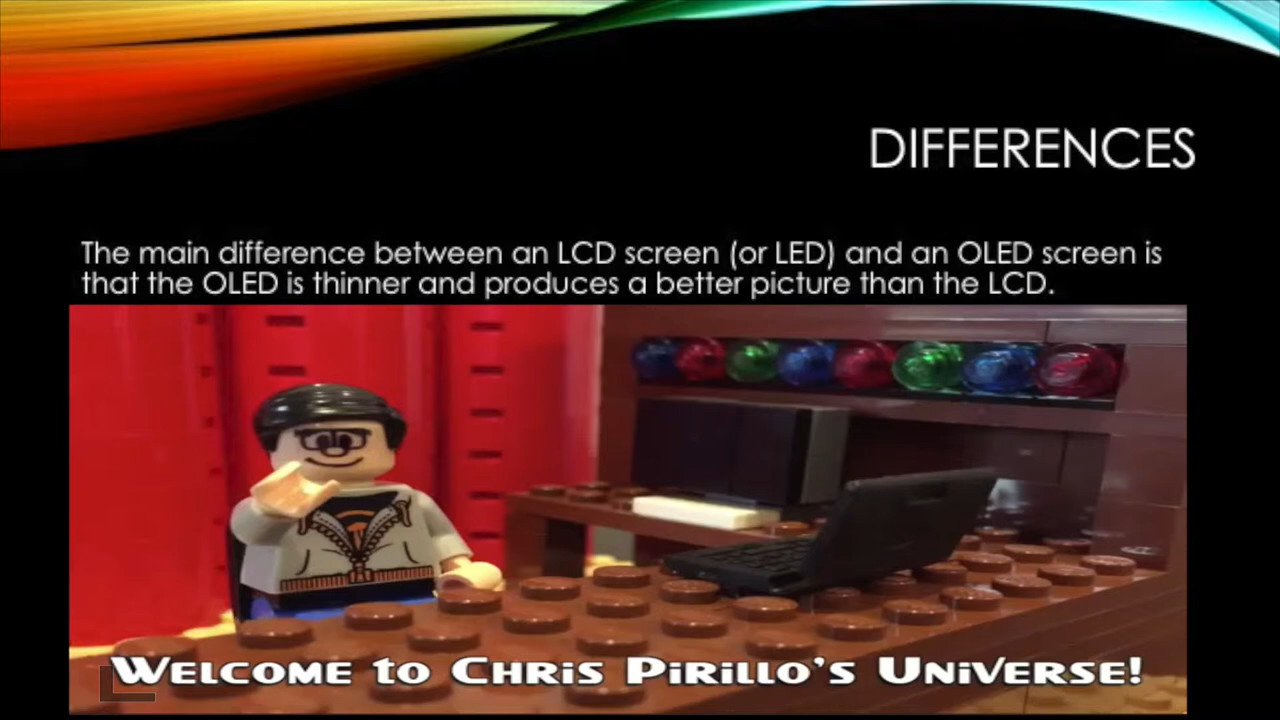 DIFFERENCES
The main difference between an LCD screen (or LED) and an OLED screen is
that the OLED is thinner and produces a better picture than the LCD.
WELCOME to CHRiS PiRiLLO'S UNiVERSE!